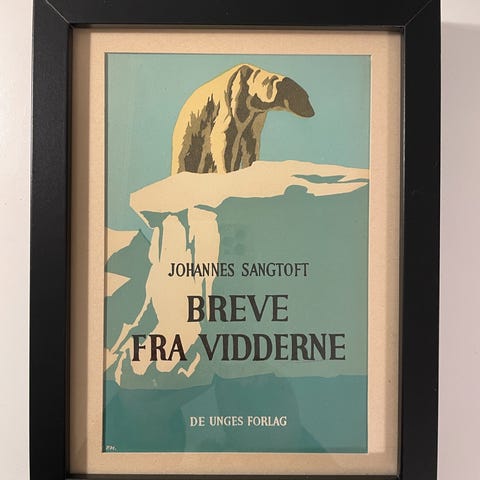 JOHANNES SANGTOFT
BREVE
FRA VIDDERNE
DE UNGES FORLAG